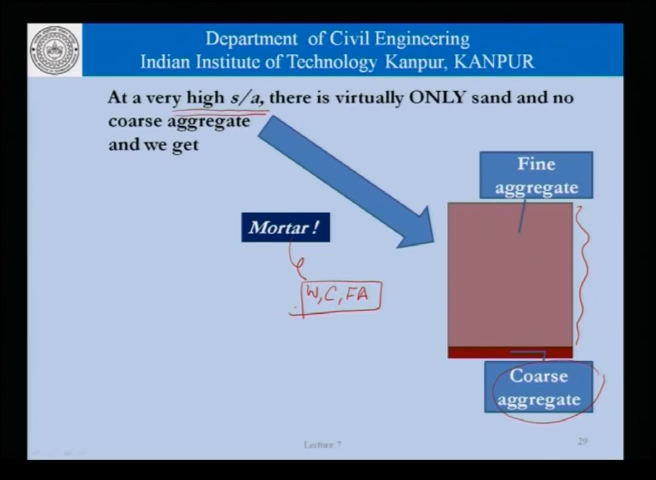 Department of Civil Engineering
Indian Institute of Technology Kanpur, KANPUR
At a very high s/a, there is virtually ONLY sand and no
coarse aggregate
and we get
Fine
aggregate
Mortar !
W, C, FA
Coarse
aggregate
Lecture 7
29